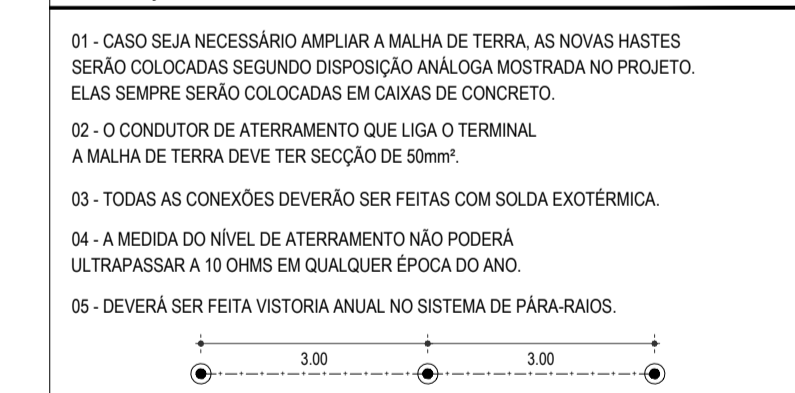 01 - CASO SEJA NECESSÁRIO AMPLIAR A MALHA DE TERRA, AS NOVAS HASTES
SERÃO COLOCADAS SEGUNDO DISPOSIÇÃO ANÁLOGA MOSTRADA NO PROJETO.
ELAS SEMPRE SERÃO COLOCADAS EM CAIXAS DE CONCRETO.
02 - O CONDUTOR DE ATERRAMENTO QUE LIGA O TERMINAL
A MALHA DE TERRA DEVE TER SECÇÃO DE 50mm².
03 - TODAS AS CONEXÕES DEVERÃO SER FEITAS COM SOLDA EXOTÉRMICA.
04 - A MEDIDA DO NÍVEL DE ATERRAMENTO NÃO PODERÁ
ULTRAPASSAR A 10 OHMS EM QUALQUER ÉPOCA DO ANO.
05 - DEVERÁ SER FEITA VISTORIA ANUAL NO SISTEMA DE PÁRA-RAIOS.
3.00 3.00